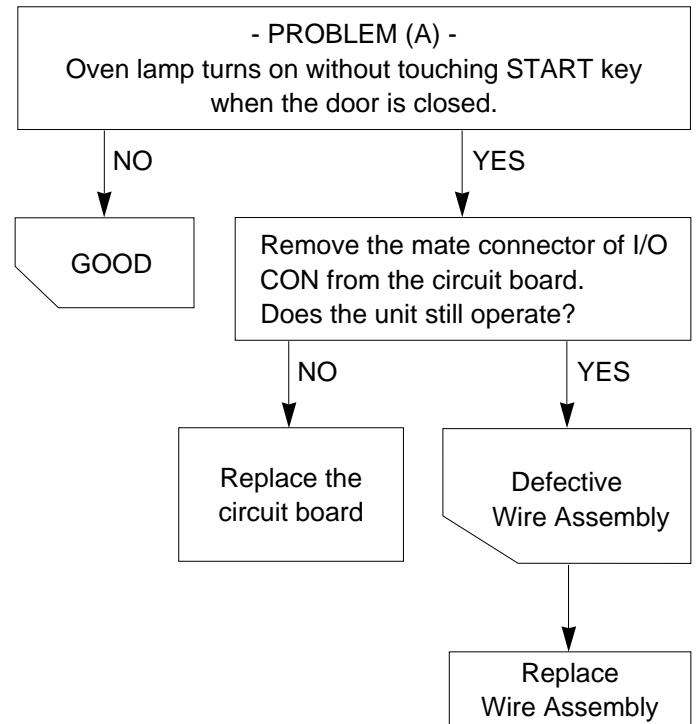 - PROBLEM (A) -
Oven lamp turns on without touching START key
when the door is closed.
NO
YES
GOOD
Remove the mate connector of I/O
CON from the circuit board.
Does the unit still operate?
NO
YES
Replace the
circuit board
Defective
Wire Assembly
Replace
Wire Assembly